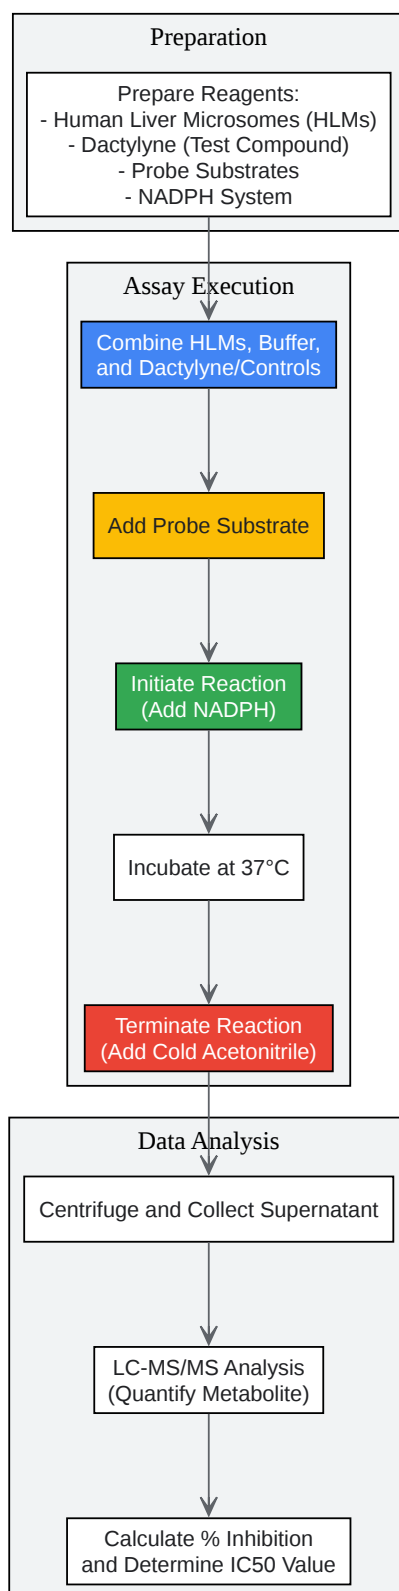 Preparation
Prepare Reagents:
- Human Liver Microsomes (HLMs)
- Dactylyne (Test Compound)
- Probe Substrates
- NADPH System
Assay Execution
Combine HLMs, Buffer,
and Dactylyne/Controls
Add Probe Substrate
Initiate Reaction
(Add NADPH)
Incubate at 37°C
Terminate Reaction
(Add Cold Acetonitrile)
Data Analysis
Centrifuge and Collect Supernatant
LC-MS/MS Analysis
(Quantify Metabolite)
Calculate % Inhibition
and Determine IC50 Value